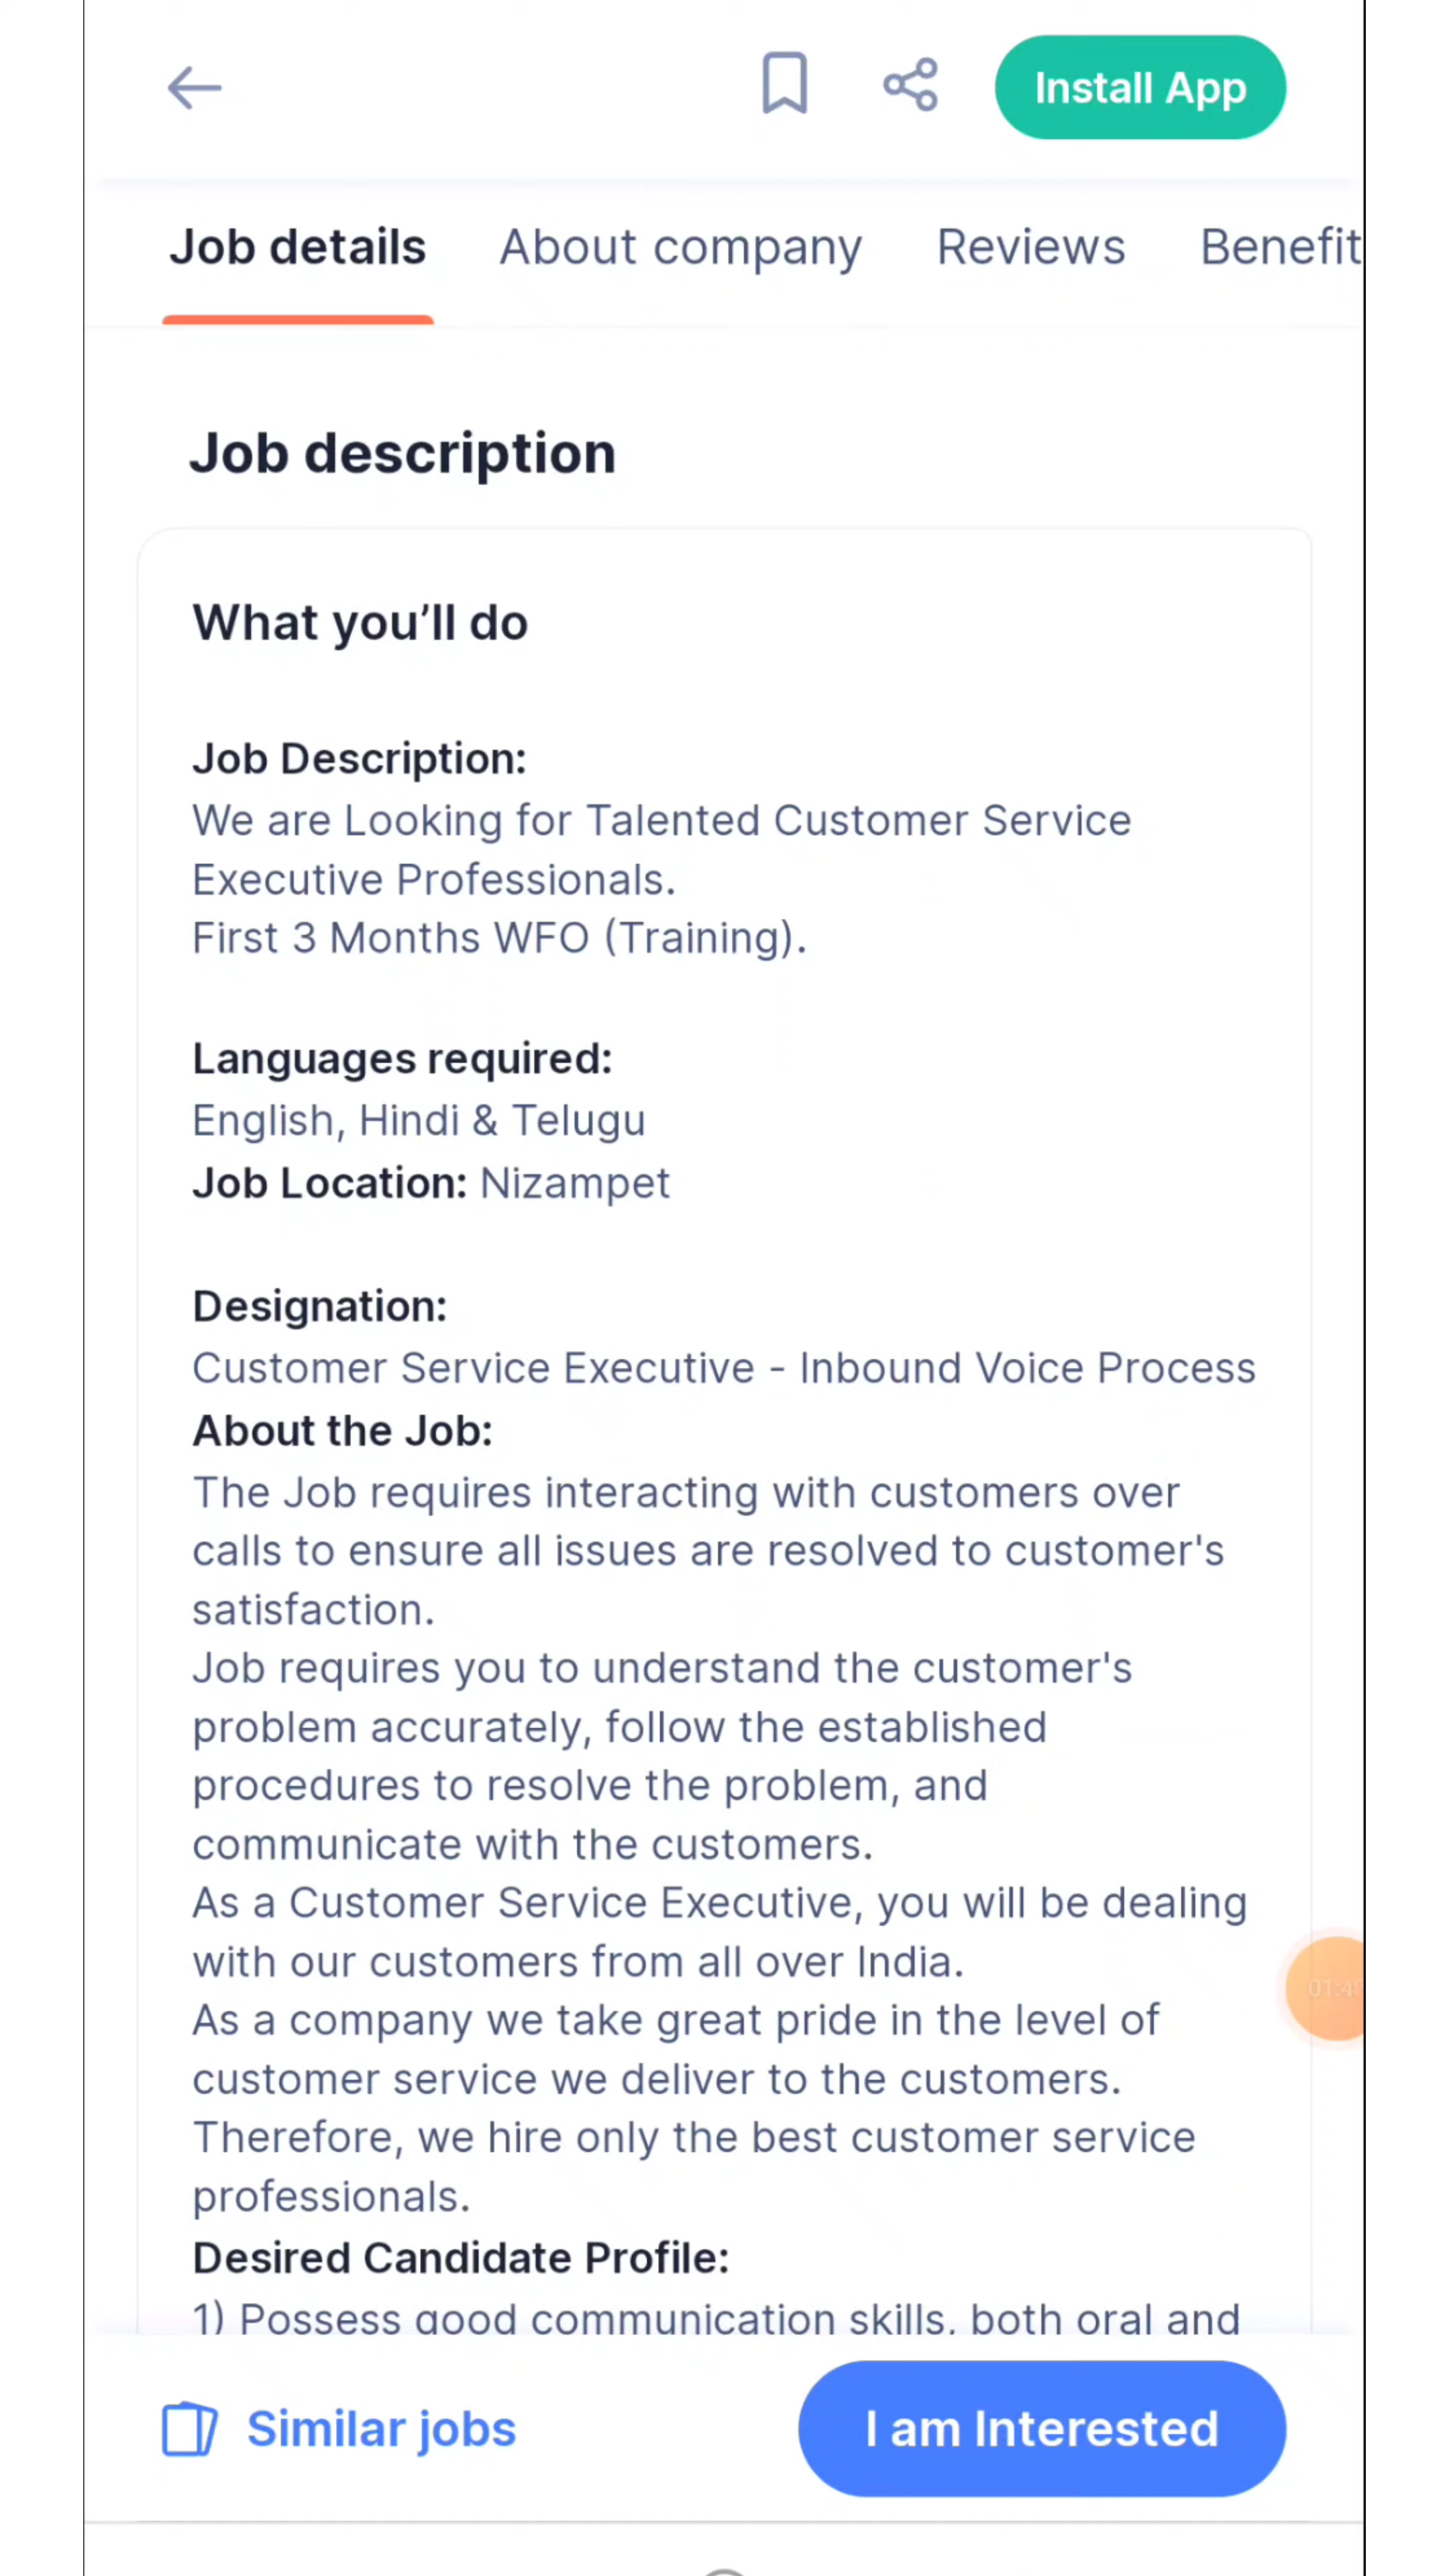 Install App
Job details About company Reviews Benefit
Job description
What you’ll do
Job Description:
We are Looking for Talented Customer Service
Executive Professionals.
First 3 Months WFO (Training).
Languages required:
English, Hindi & Telugu
Job Location: Nizampet
Designation:
Customer Service Executive - Inbound Voice Process
About the Job:
The Job requires interacting with customers over
calls to ensure all issues are resolved to customer's
satisfaction.
Job requires you to understand the customer's
problem accurately, follow the established
procedures to resolve the problem, and
communicate with the customers.
As a Customer Service Executive, you will be dealing
with our customers from all over India.
As a company we take great pride in the level of
customer service we deliver to the customers.
Therefore, we hire only the best customer service
professionals.
Desired Candidate Profile:
1) Possess good communication skills, both oral and
Similar jobs I am Interested